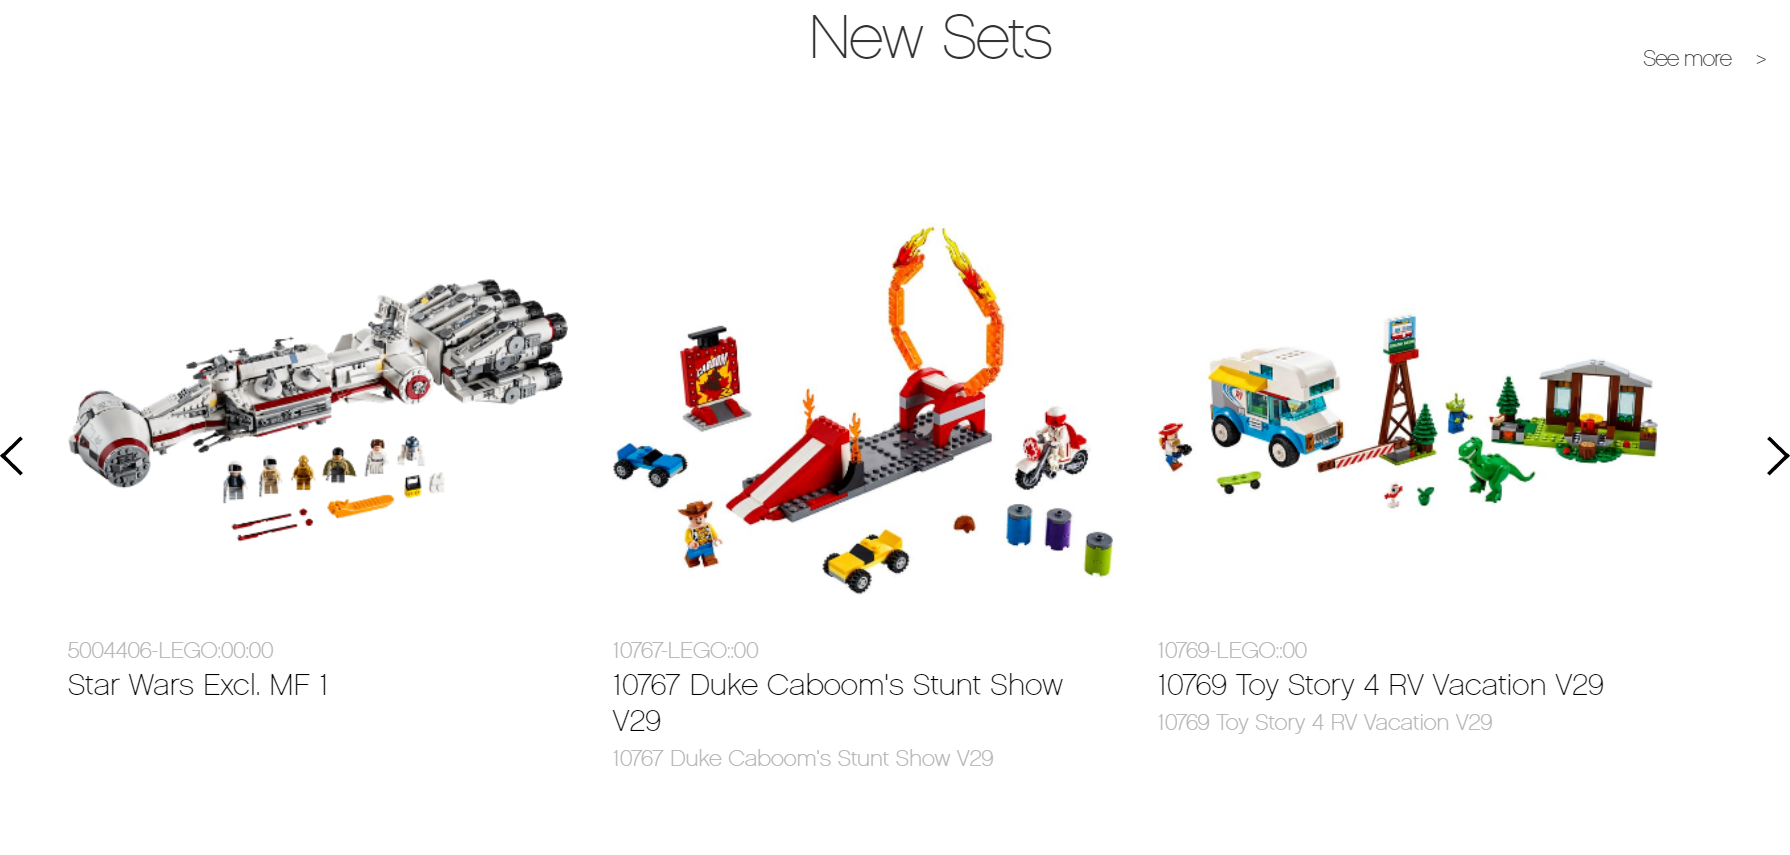 New Sets
See more >
CABOOM
5004406-LEGO:00:00
Star Wars Excl. MF 1
10767-LEGO::00
10767 Duke Caboom's Stunt Show
V29
10767 Duke Caboom's Stunt Show V29
10769-LEGO::00
10769 Toy Story 4 RV Vacation V29
10769 Toy Story 4 RV Vacation V29